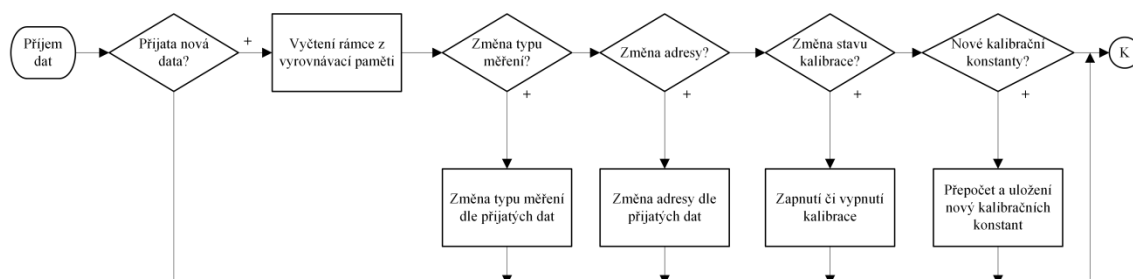 Příjem
dat
Přijata nová
data?
+
Vyčtení rámce z
vyrovnávací paměti
Změna typu
měření?
+
Změna adresy?
+
Změna stavu
kalibrace?
+
Nové kalibrační
konstanty?
+
K
Změna typu měření
dle přijatých dat
Změna adresy dle
přijatých dat
Zapnutí či vypnutí
kalibrace
Přepočet a uložení
nový kalibračních
konstant